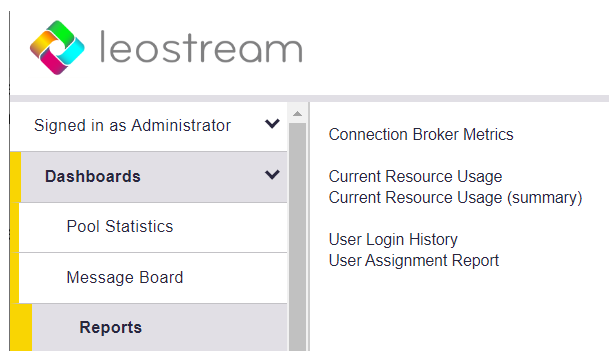 leostream
Signed in as Administrator
Dashboards
Pool Statistics
Message Board
Reports
Connection Broker Metrics
Current Resource Usage
Current Resource Usage (summary)
User Login History
User Assignment Report